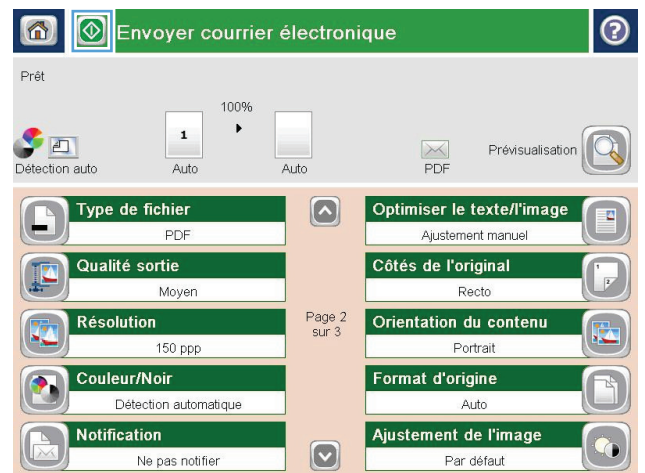 Envoyer courrier électronique
Prêt
100%
1
Détection auto
Auto
Auto
PDF
Prévisualisation
Type de fichier
PDF
Qualité sortie
Moyen
Résolution
150 ppp
Couleur/Noir
Détection automatique
Notification
Ne pas notifier
Page 2
sur 3
Optimiser le texte/l'image
Ajustement manuel
Côtés de l'original
1
2
Recto
Orientation du contenu
Portrait
Format d'origine
Auto
Ajustement de l'image
Par défaut